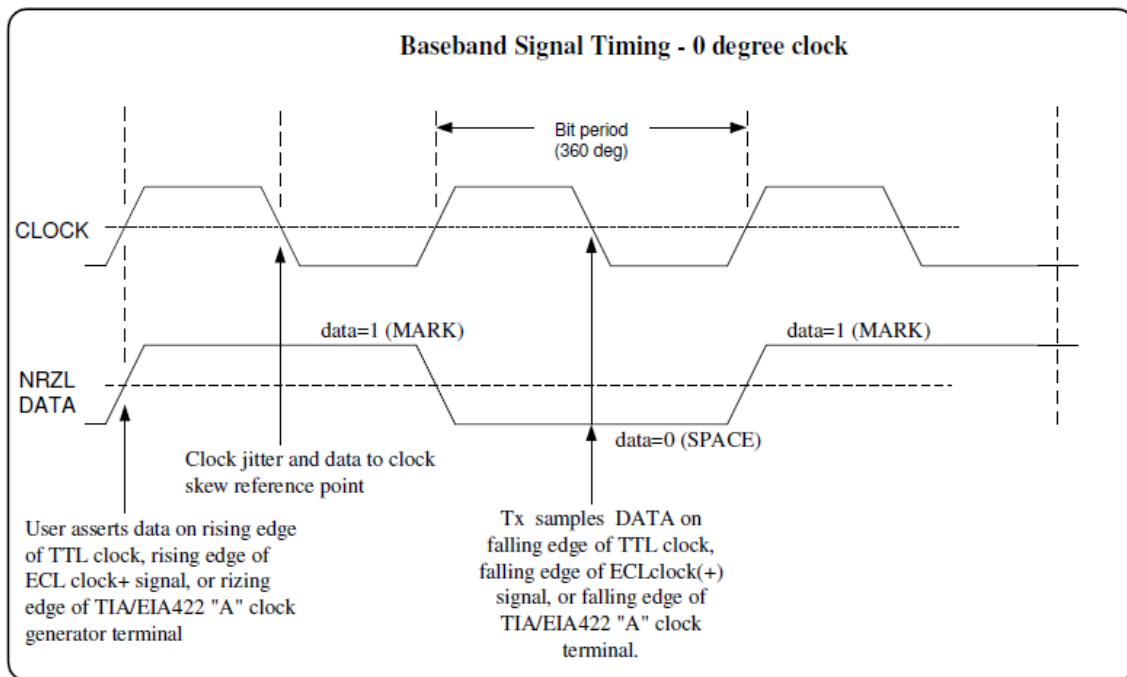 Baseband Signal Timing - 0 degree clock
Bit period
(360 deg)
CLOCK
data=1 (MARK)
data=1 (MARK)
NRZL
DATA
data=0 (SPACE)
Clock jitter and data to clock
skew reference point
User asserts data on rising edge
of TTL clock, rising edge of
ECL clock+ signal, or rizing
edge of TIA/EIA422 "A" clock
generator terminal
Tx samples DATA on
falling edge of TTL clock,
falling edge of ECLclock(+)
signal, or falling edge of
TIA/EIA422 "A" clock
terminal.